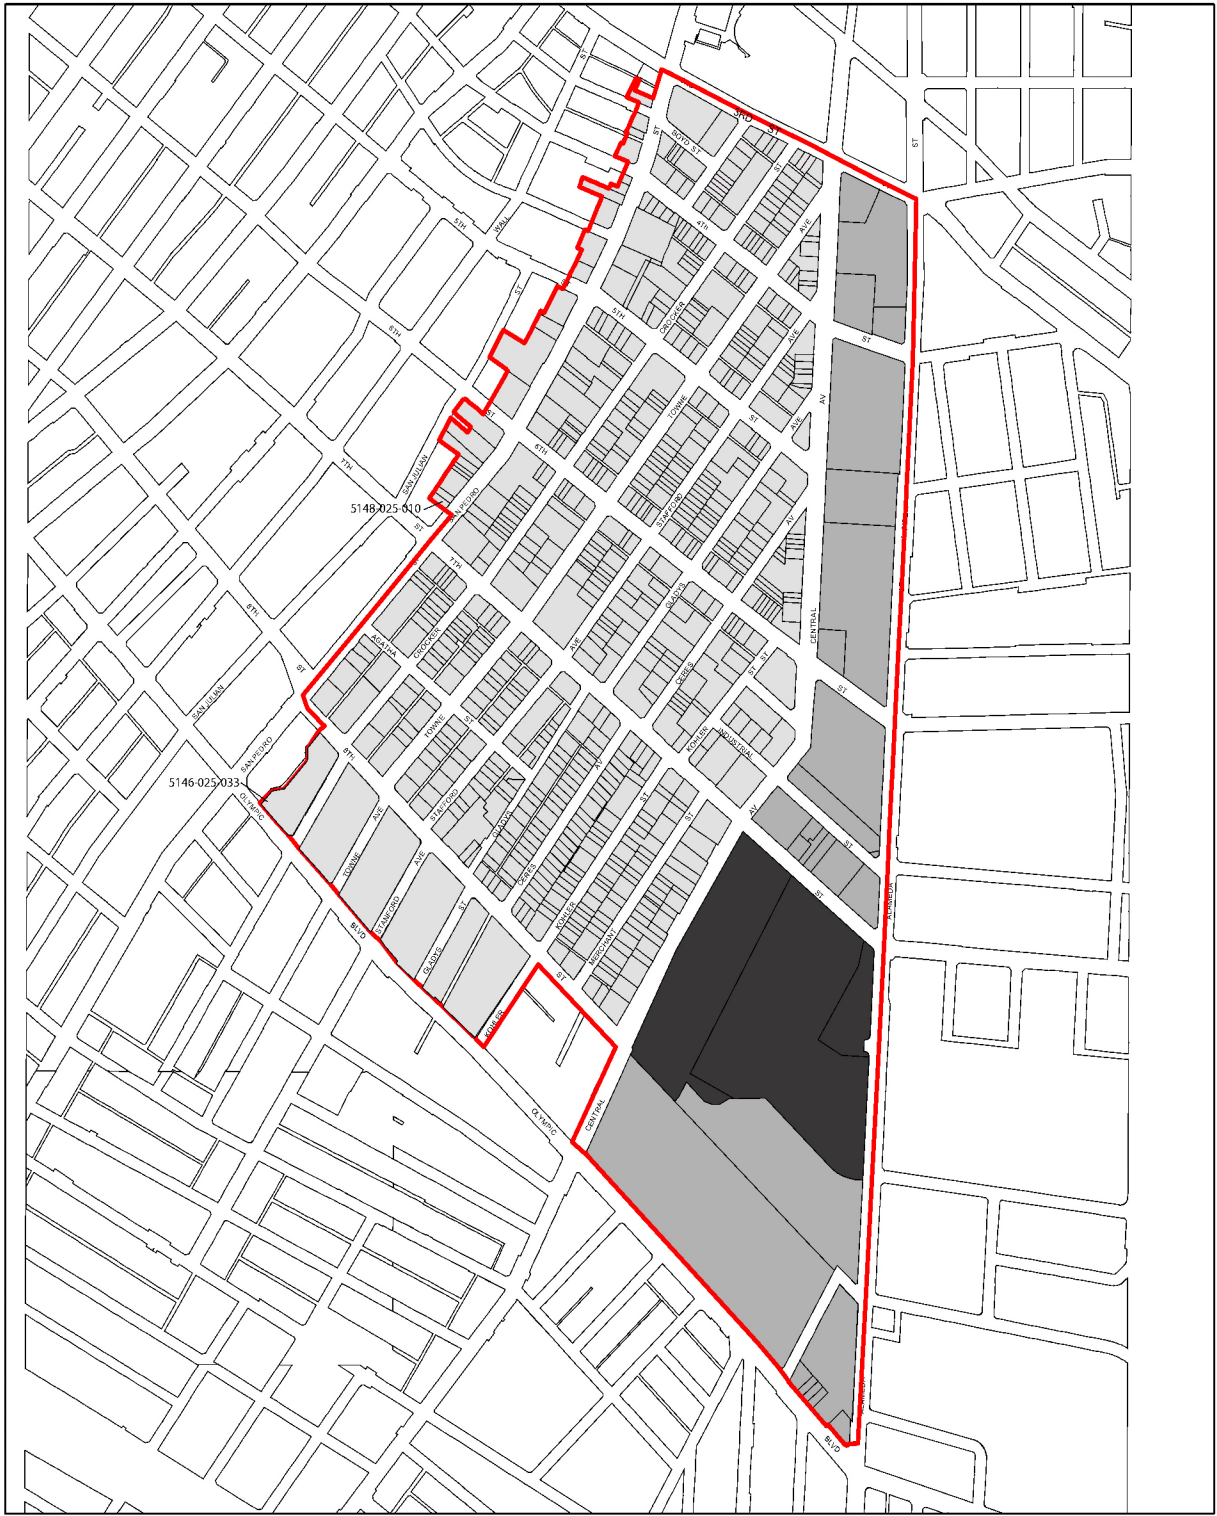 ST
3RD
ST
ST
ST
BOYD ST
ST
5TH
WALL
4TH
AVE
ST
6TH
5TH
CROCKER
AVE
ST
AV
TOWNE
ST
AVE
ST
6TH
7TH
SAN JULIAN
SAN PEDRO
STAFFORD
AV
5148-025-010
ST
7TH
GLADYS
8TH
AGATHA
CROCKER
AVE
CENTRAL
ST
ST
CERES
ST
SAN JULIAN
TOWNE
ST
KOHLER
INDUSTRIAL
SAN PEDRO
8TH
AV
5146-025-033
OLYMPIC
STAFFORD
AVE
GLADYS
ST
ST
AV
ST
TOWNE
AVE
CERES
ST
ALAMEDA
BLVD
STANFORD
ST
KOHLER
GLADYS
MERCHANT
ST
KOHLER
OLYMPIC
CENTRAL
BLVD